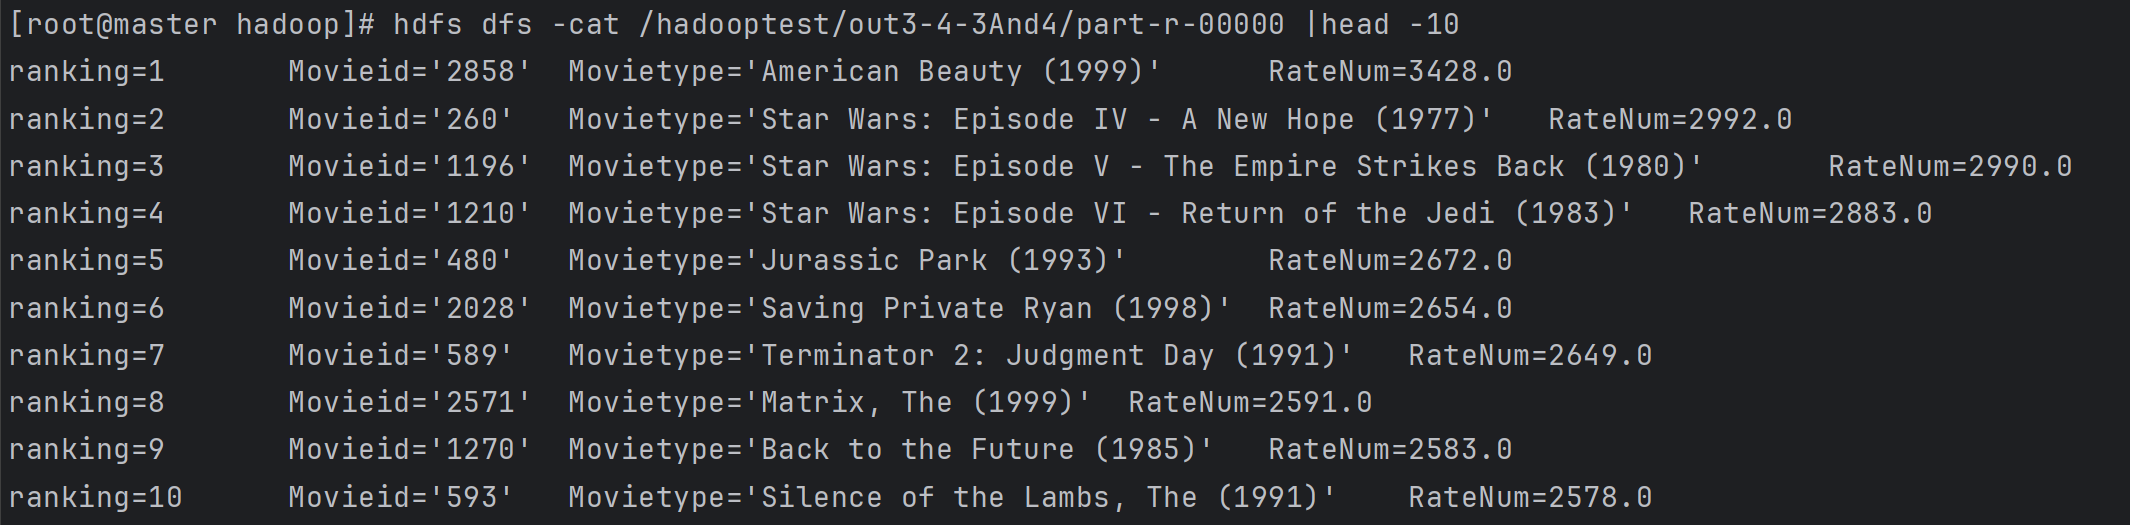 [root@master hadoop]# hdfs dfs -cat /hadooptest/out3-4-3And4/part-r-00000 |head -10
ranking=1       Movieid='2858'  Movietype='American Beauty (1999)'      RateNum=3428.0
ranking=2       Movieid='260'   Movietype='Star Wars: Episode IV - A New Hope (1977)'   RateNum=2992.0
ranking=3       Movieid='1196'  Movietype='Star Wars: Episode V - The Empire Strikes Back (1980)'       RateNum=2990.0
ranking=4       Movieid='1210'  Movietype='Star Wars: Episode VI - Return of the Jedi (1983)'   RateNum=2883.0
ranking=5       Movieid='480'   Movietype='Jurassic Park (1993)'        RateNum=2672.0
ranking=6       Movieid='2028'  Movietype='Saving Private Ryan (1998)'  RateNum=2654.0
ranking=7       Movieid='589'   Movietype='Terminator 2: Judgment Day (1991)'   RateNum=2649.0
ranking=8       Movieid='2571'  Movietype='Matrix, The (1999)'  RateNum=2591.0
ranking=9       Movieid='1270'  Movietype='Back to the Future (1985)'   RateNum=2583.0
ranking=10      Movieid='593'   Movietype='Silence of the Lambs, The (1991)'    RateNum=2578.0